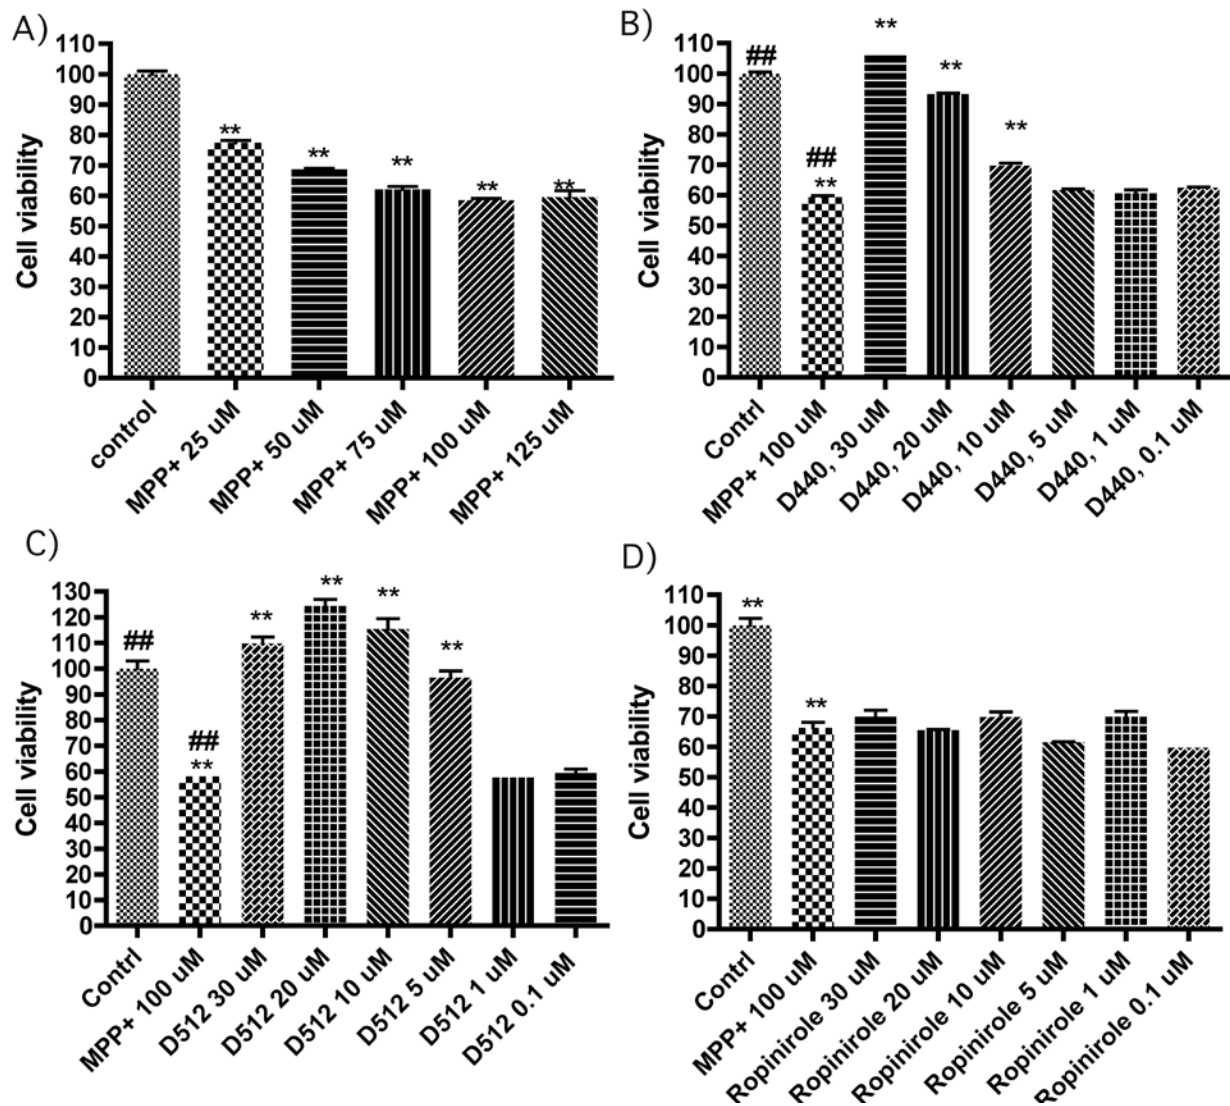 A)
110
100
90
80
70
60
50
40
30
20
10
0
Cell viability
**
**
**
**
**
control
MPP+ 25 uM
MPP+ 50 uM
MPP+ 75 uM
MPP+ 100 uM
MPP+ 125 uM
B)
110
100
90
80
70
60
50
40
30
20
10
0
Cell viability
##
##
**
**
**
**
Contrl
MPP+ 100 uM
D440, 30 uM
D440, 20 uM
D440, 10 uM
D440, 5 uM
D440, 1 uM
D440, 0.1 uM
C)
130
120
110
100
90
80
70
60
50
40
30
20
10
0
Cell viability
##
##
**
**
**
**
**
Contrl
MPP+ 100 uM
D512 30 uM
D512 20 uM
D512 10 uM
D512 5 uM
D512 1 uM
D512 0.1 uM
D)
110
100
90
80
70
60
50
40
30
20
10
0
Cell viability
**
**
Contrl
MPP+ 100 uM
Ropinirole 30 uM
Ropinirole 20 uM
Ropinirole 10 uM
Ropinirole 5 uM
Ropinirole 1 uM
Ropinirole 0.1 uM